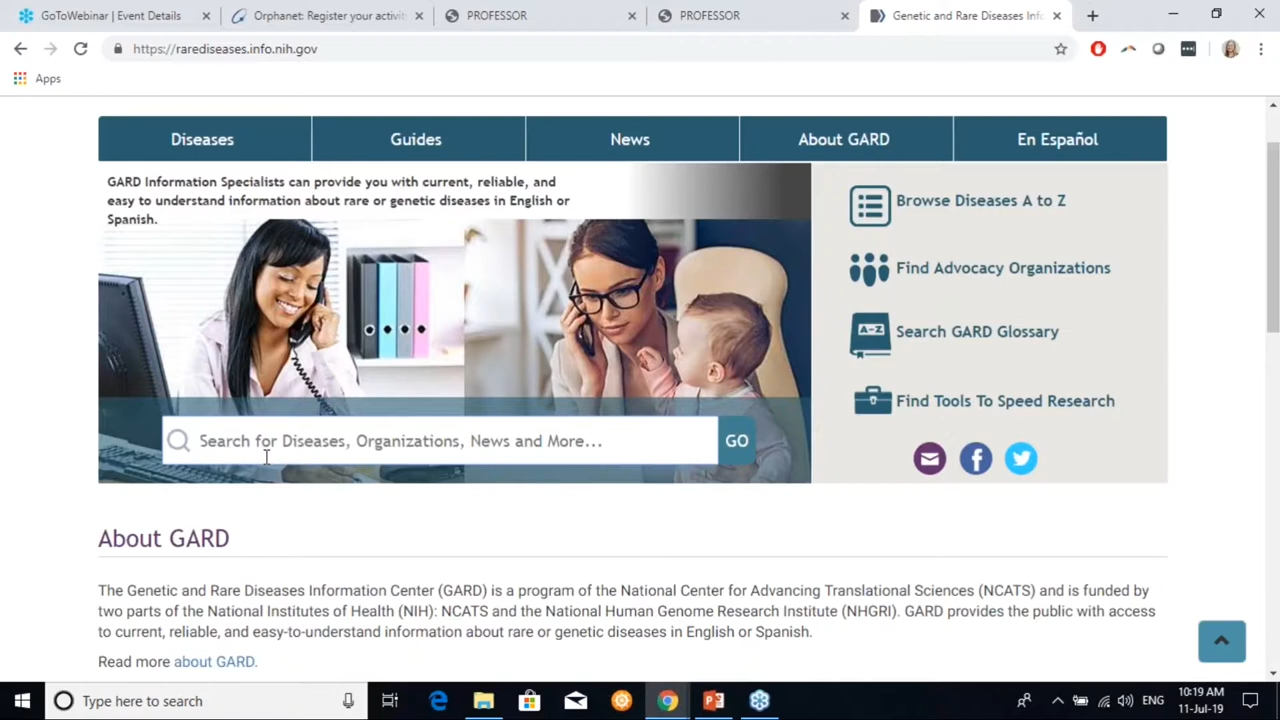 GoToWebinar | Event Details
Orphanet: Register your activit
PROFESSOR
PROFESSOR
Genetic and Rare Diseases Info
https://rarediseases.info.nih.gov
Apps
Diseases
Guides
News
About GARD
En Español
GARD Information Specialists can provide you with current, reliable, and
easy to understand information about rare or genetic diseases in English or
Spanish.
Browse Diseases A to Z
Find Advocacy Organizations
A-Z
Search GARD Glossary
Find Tools To Speed Research
Search for Diseases, Organizations, News and More...
GO
About GARD
The Genetic and Rare Diseases Information Center (GARD) is a program of the National Center for Advancing Translational Sciences (NCATS) and is funded by
two parts of the National Institutes of Health (NIH): NCATS and the National Human Genome Research Institute (NHGRI). GARD provides the public with access
to current, reliable, and easy-to-understand information about rare or genetic diseases in English or Spanish.
Read more about GARD.
Type here to search
ENG
10:19 AM
11-Jul-19